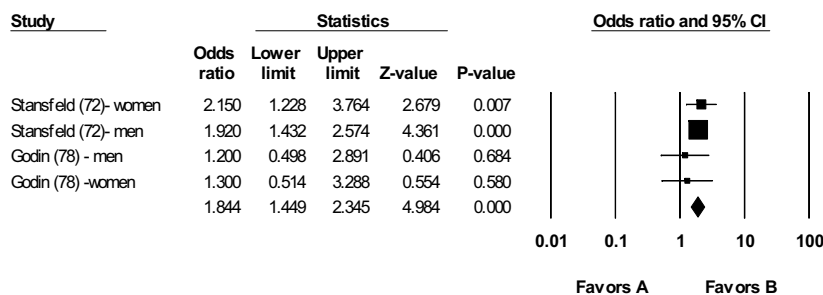 Study Statistics Odds ratio and 95% CI
Odds Lower Upper
ratio limit limit Z-value P-value
Stansfeld (72)- women 2.150 1.228 3.764 2.679 0.007
Stansfeld (72)- men 1.920 1.432 2.574 4.361 0.000
Godin (78) - men 1.200 0.498 2.891 0.406 0.684
Godin (78) -women 1.300 0.514 3.288 0.554 0.580
1.844 1.449 2.345 4.984 0.000
0.01 0.1 1 10 100
Favors A Favors B